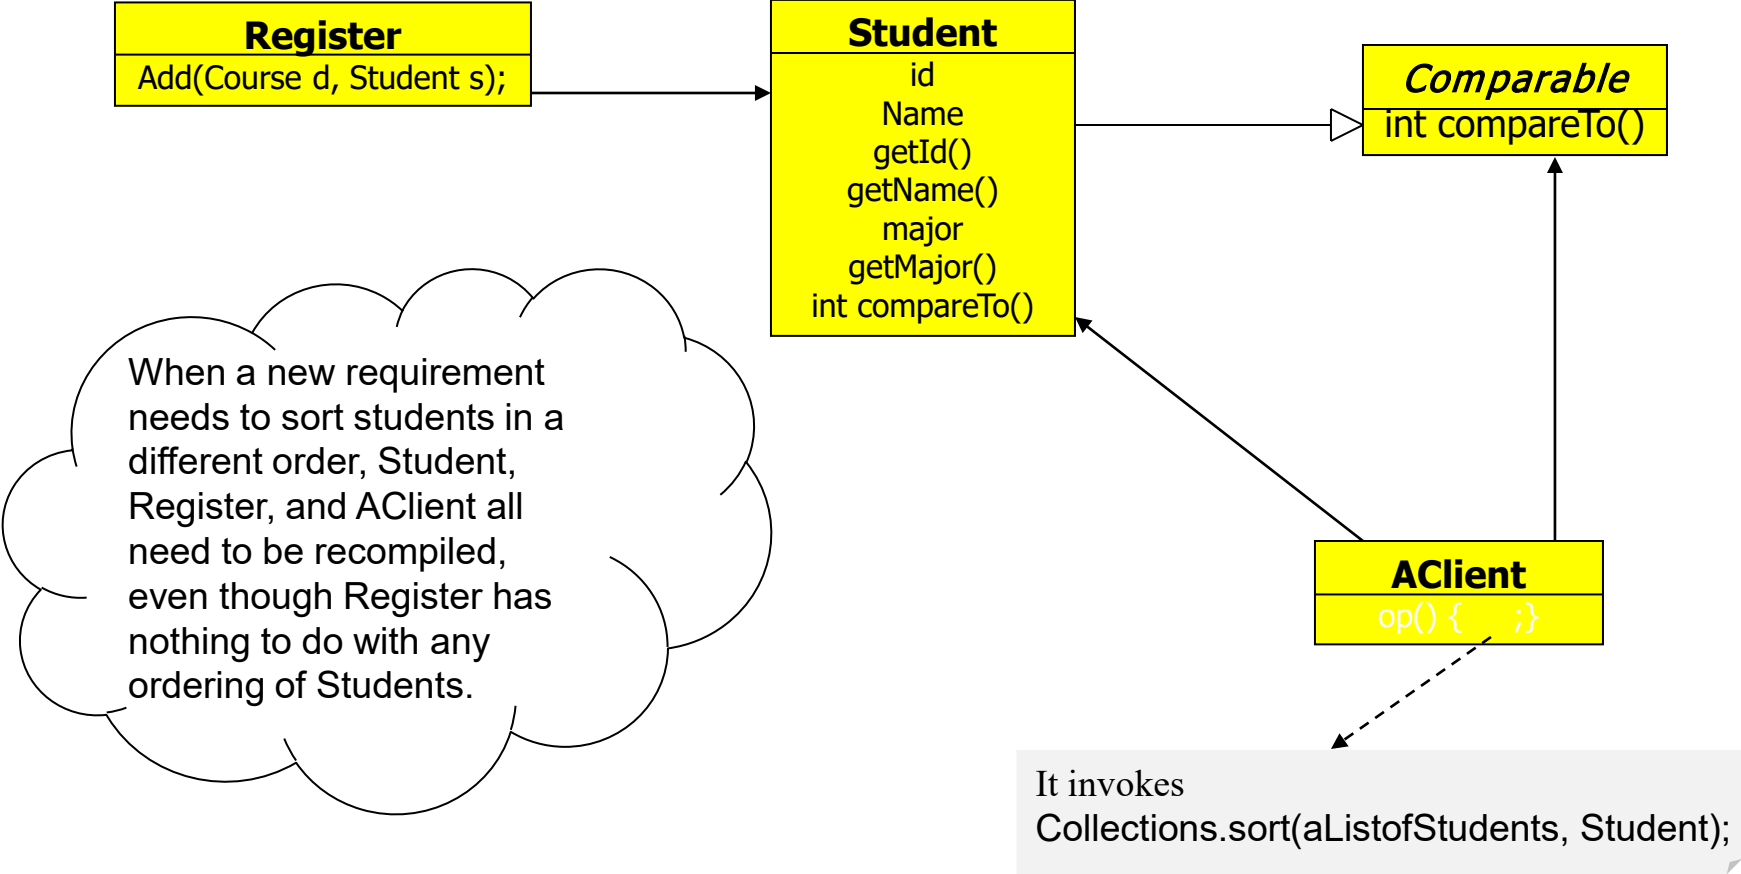 Register
Add(Course d, Student s);
Student
id
Name
getId()
getName()
major
getMajor()
int compareTo()
Comparable
int compareTo()
When a new requirement
needs to sort students in a
different order, Student,
Register, and AClient all
need to be recompiled,
even though Register has
nothing to do with any
ordering of Students.
AClient
op() { ;}
It invokes
Collections.sort(aListofStudents, Student);